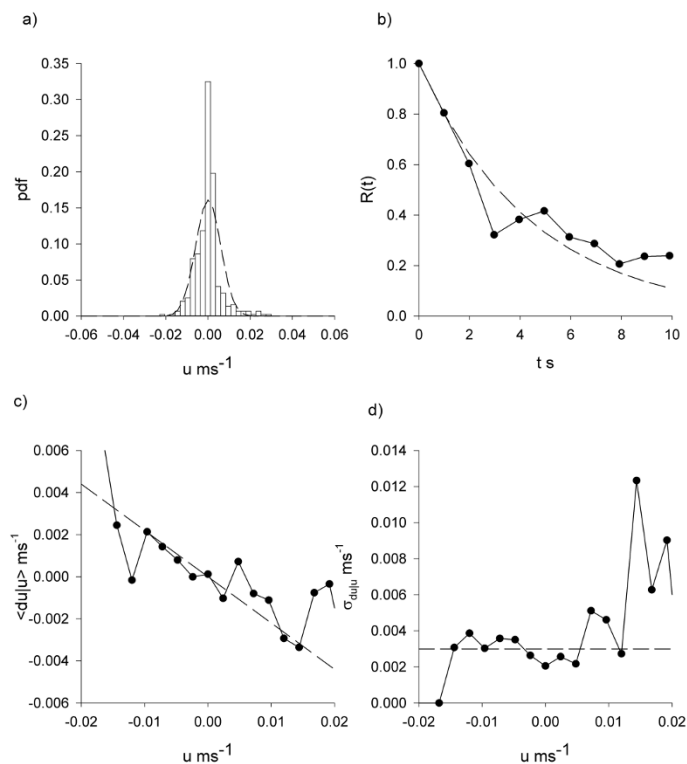 a)
b)
0.35
0.30
0.25
0.20
0.15
0.10
0.05
0.00
pdf
-0.06 -0.04 -0.02 0.00 0.02 0.04 0.06
u ms-1
1.0
0.8
0.6
0.4
0.2
0.0
R(t)
0 2 4 6 8 10
t s
c)
d)
0.006
0.004
0.002
0.000
-0.002
-0.004
-0.006
<du|u> ms-1
-0.02 -0.01 0.00 0.01 0.02
u ms-1
0.014
0.012
0.010
0.008
0.006
0.004
0.002
0.000
σdu|u ms-1
-0.02 -0.01 0.00 0.01 0.02
u ms-1